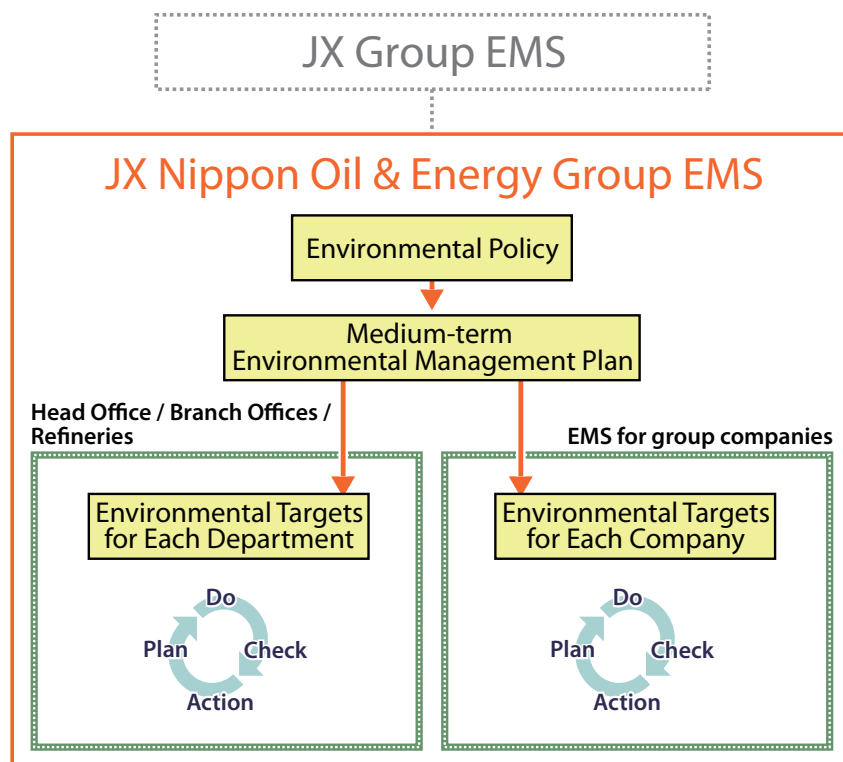 JX Group EMS
JX Nippon Oil & Energy Group EMS
Environmental Policy
Medium-term
Environmental Management Plan
Head Office / Branch Offices /
Refineries
Environmental Targets
for Each Department
Do
Plan
Check
Action
EMS for group companies
Environmental Targets
for Each Company
Do
Plan
Check
Action